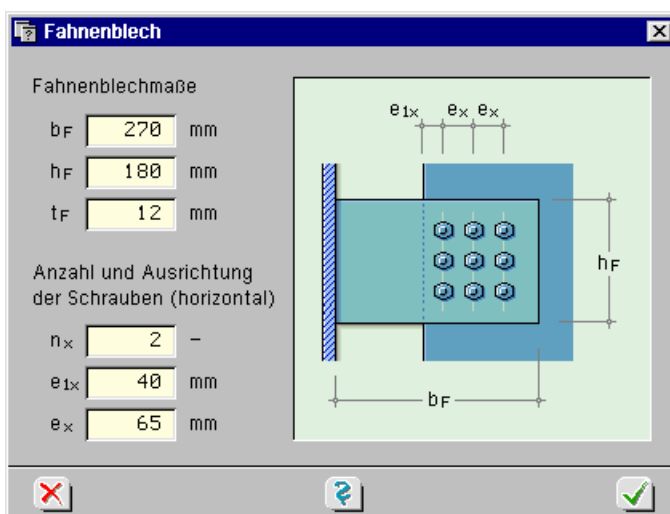 Fahnenblech
Fahnenblechmaße
bF 270 mm
hF 180 mm
tF 12 mm
Anzahl und Ausrichtung
der Schrauben (horizontal)
nx 2 –
e1x 40 mm
ex 65 mm
e1x ex ex
hF
bF